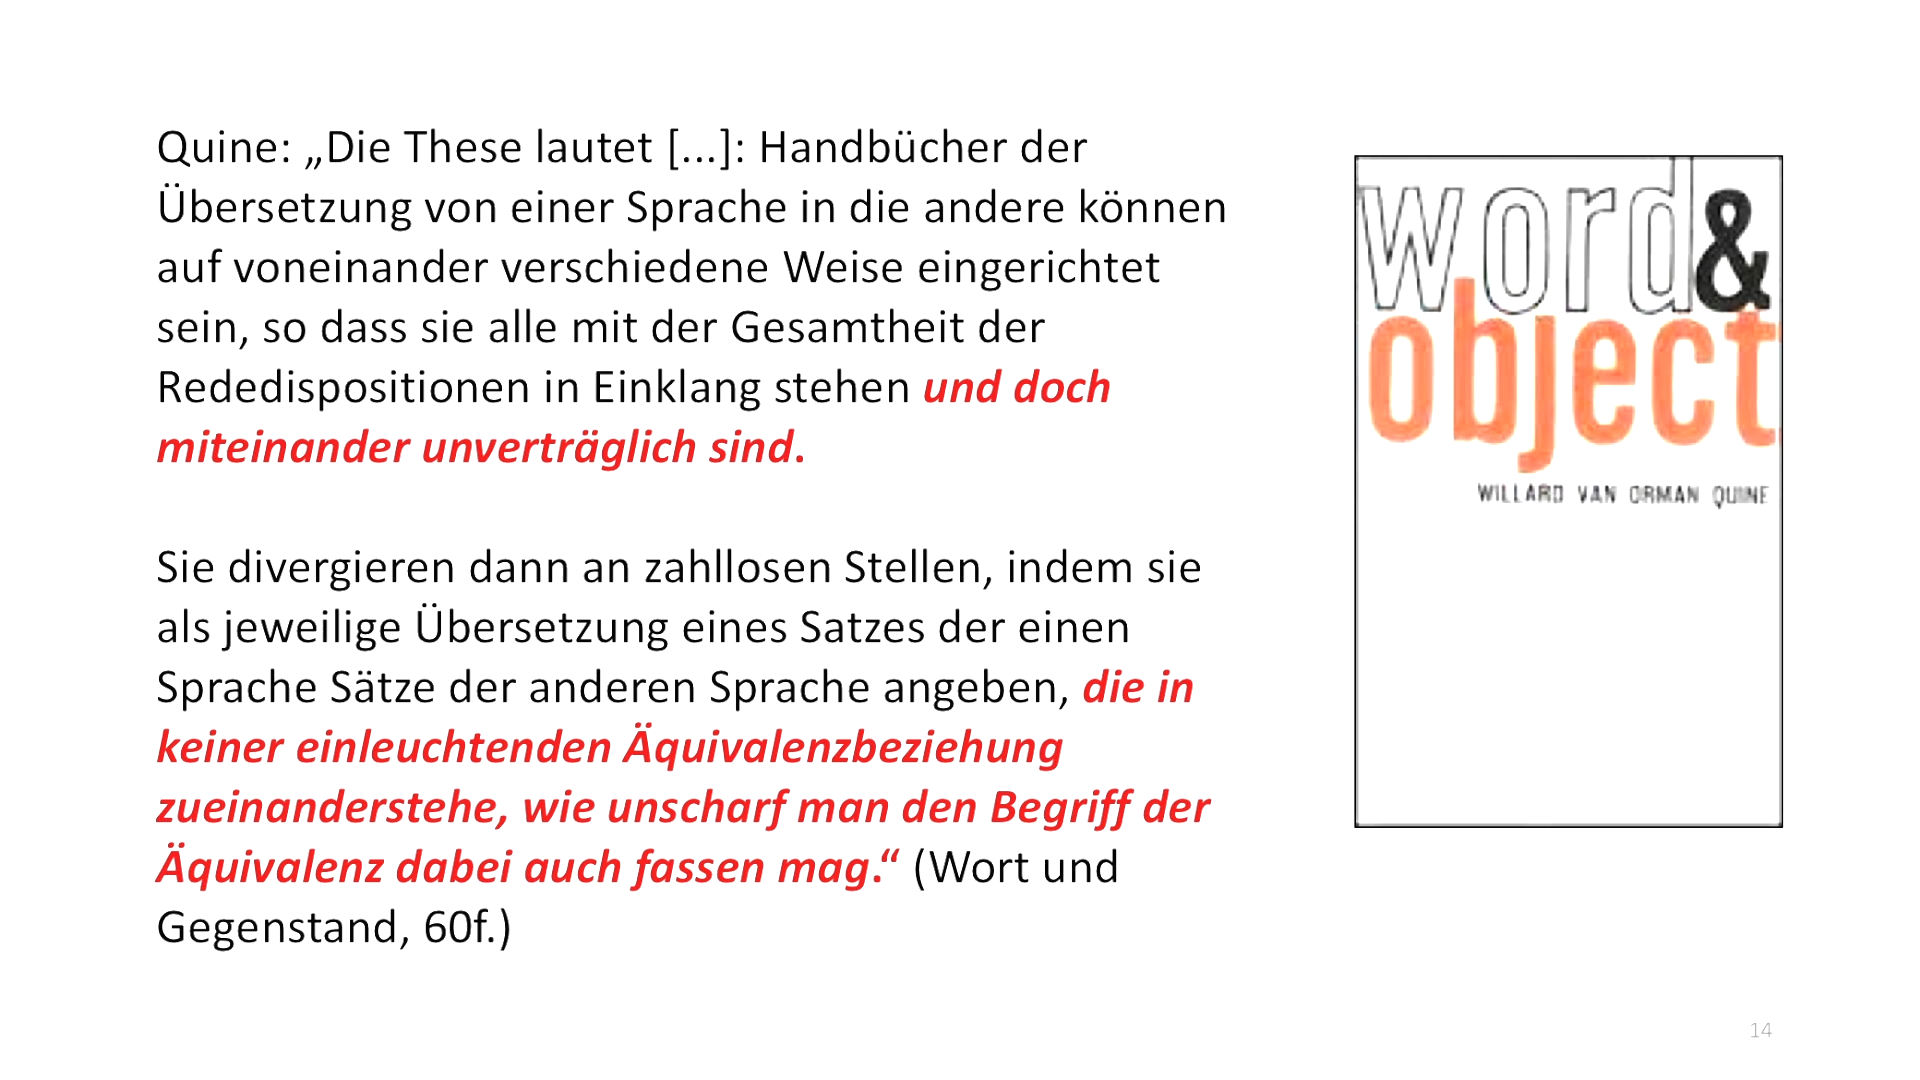 Quine: „Die These lautet [...]: Handbücher der
Übersetzung von einer Sprache in die andere können
auf voneinander verschiedene Weise eingerichtet
sein, so dass sie alle mit der Gesamtheit der
Rededispositionen in Einklang stehen und doch
miteinander unverträglich sind.
Sie divergieren dann an zahllosen Stellen, indem sie
als jeweilige Übersetzung eines Satzes der einen
Sprache Sätze der anderen Sprache angeben, die in
keiner einleuchtenden Äquivalenzbeziehung
zueinanderstehe, wie unscharf man den Begriff der
Äquivalenz dabei auch fassen mag.“ (Wort und
Gegenstand, 60f.)
word &
object
WILLARD VAN ORMAN QUINE
14